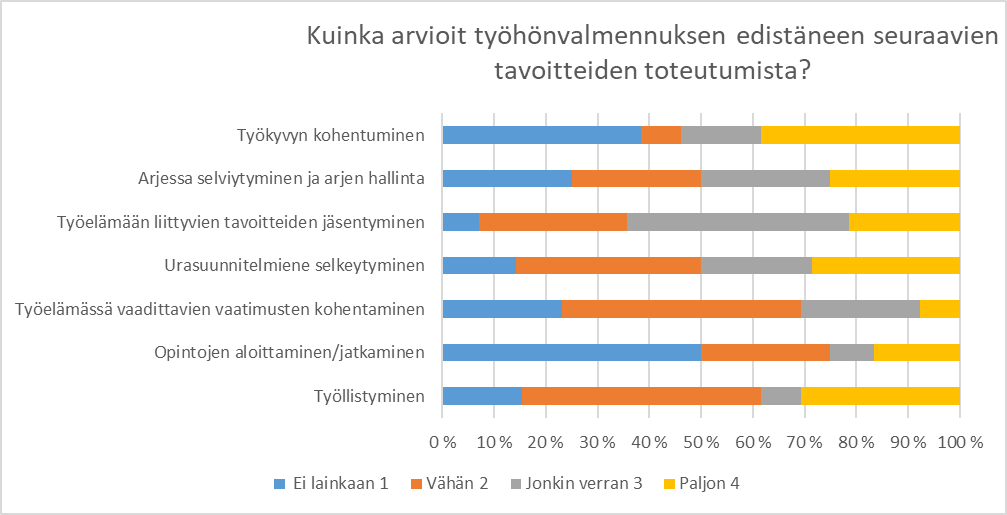 Kuinka arvioit työhönvalmennuksen edistäneen seuraavien
tavoitteiden toteutumista?
Työkyvyn kohentuminen
Arjessa selviytyminen ja arjen hallinta
Työelämään liittyvien tavoitteiden jäsentyminen
Urasuunnitelmiene selkeytyminen
Työelämässä vaadittavien vaatimusten kohentaminen
Opintojen aloittaminen/jatkaminen
Työllistyminen
0 % 10 % 20 % 30 % 40 % 50 % 60 % 70 % 80 % 90 % 100 %
Ei lainkaan 1 Vähän 2 Jonkin verran 3 Paljon 4